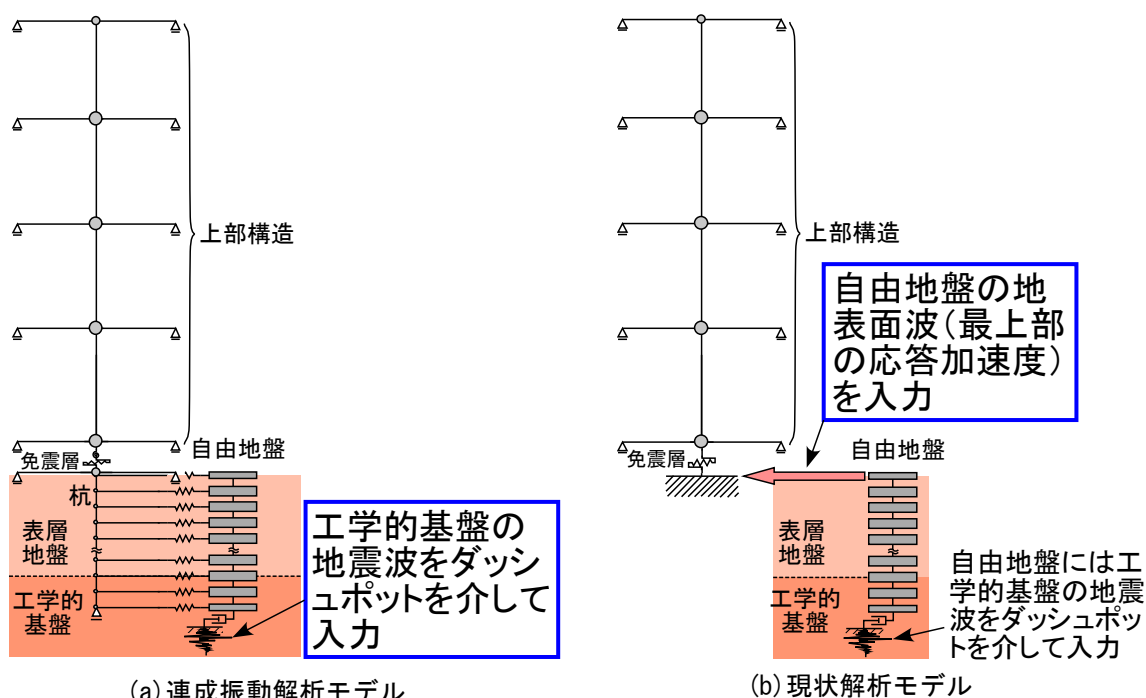 上部構造
自由地盤
免震層
杭
表層
地盤
工学的
基盤
工学的基盤の
地震波をダッシ
ュポットを介して
入力
(a)連成振動解析モデル
上部構造
自由地盤の地
表面波(最上部
の応答加速度)
を入力
免震層
自由地盤
表層
地盤
工学的
基盤
自由地盤には工
学的基盤の地震
波をダッシュポッ
トを介して入力
(b)現状解析モデル